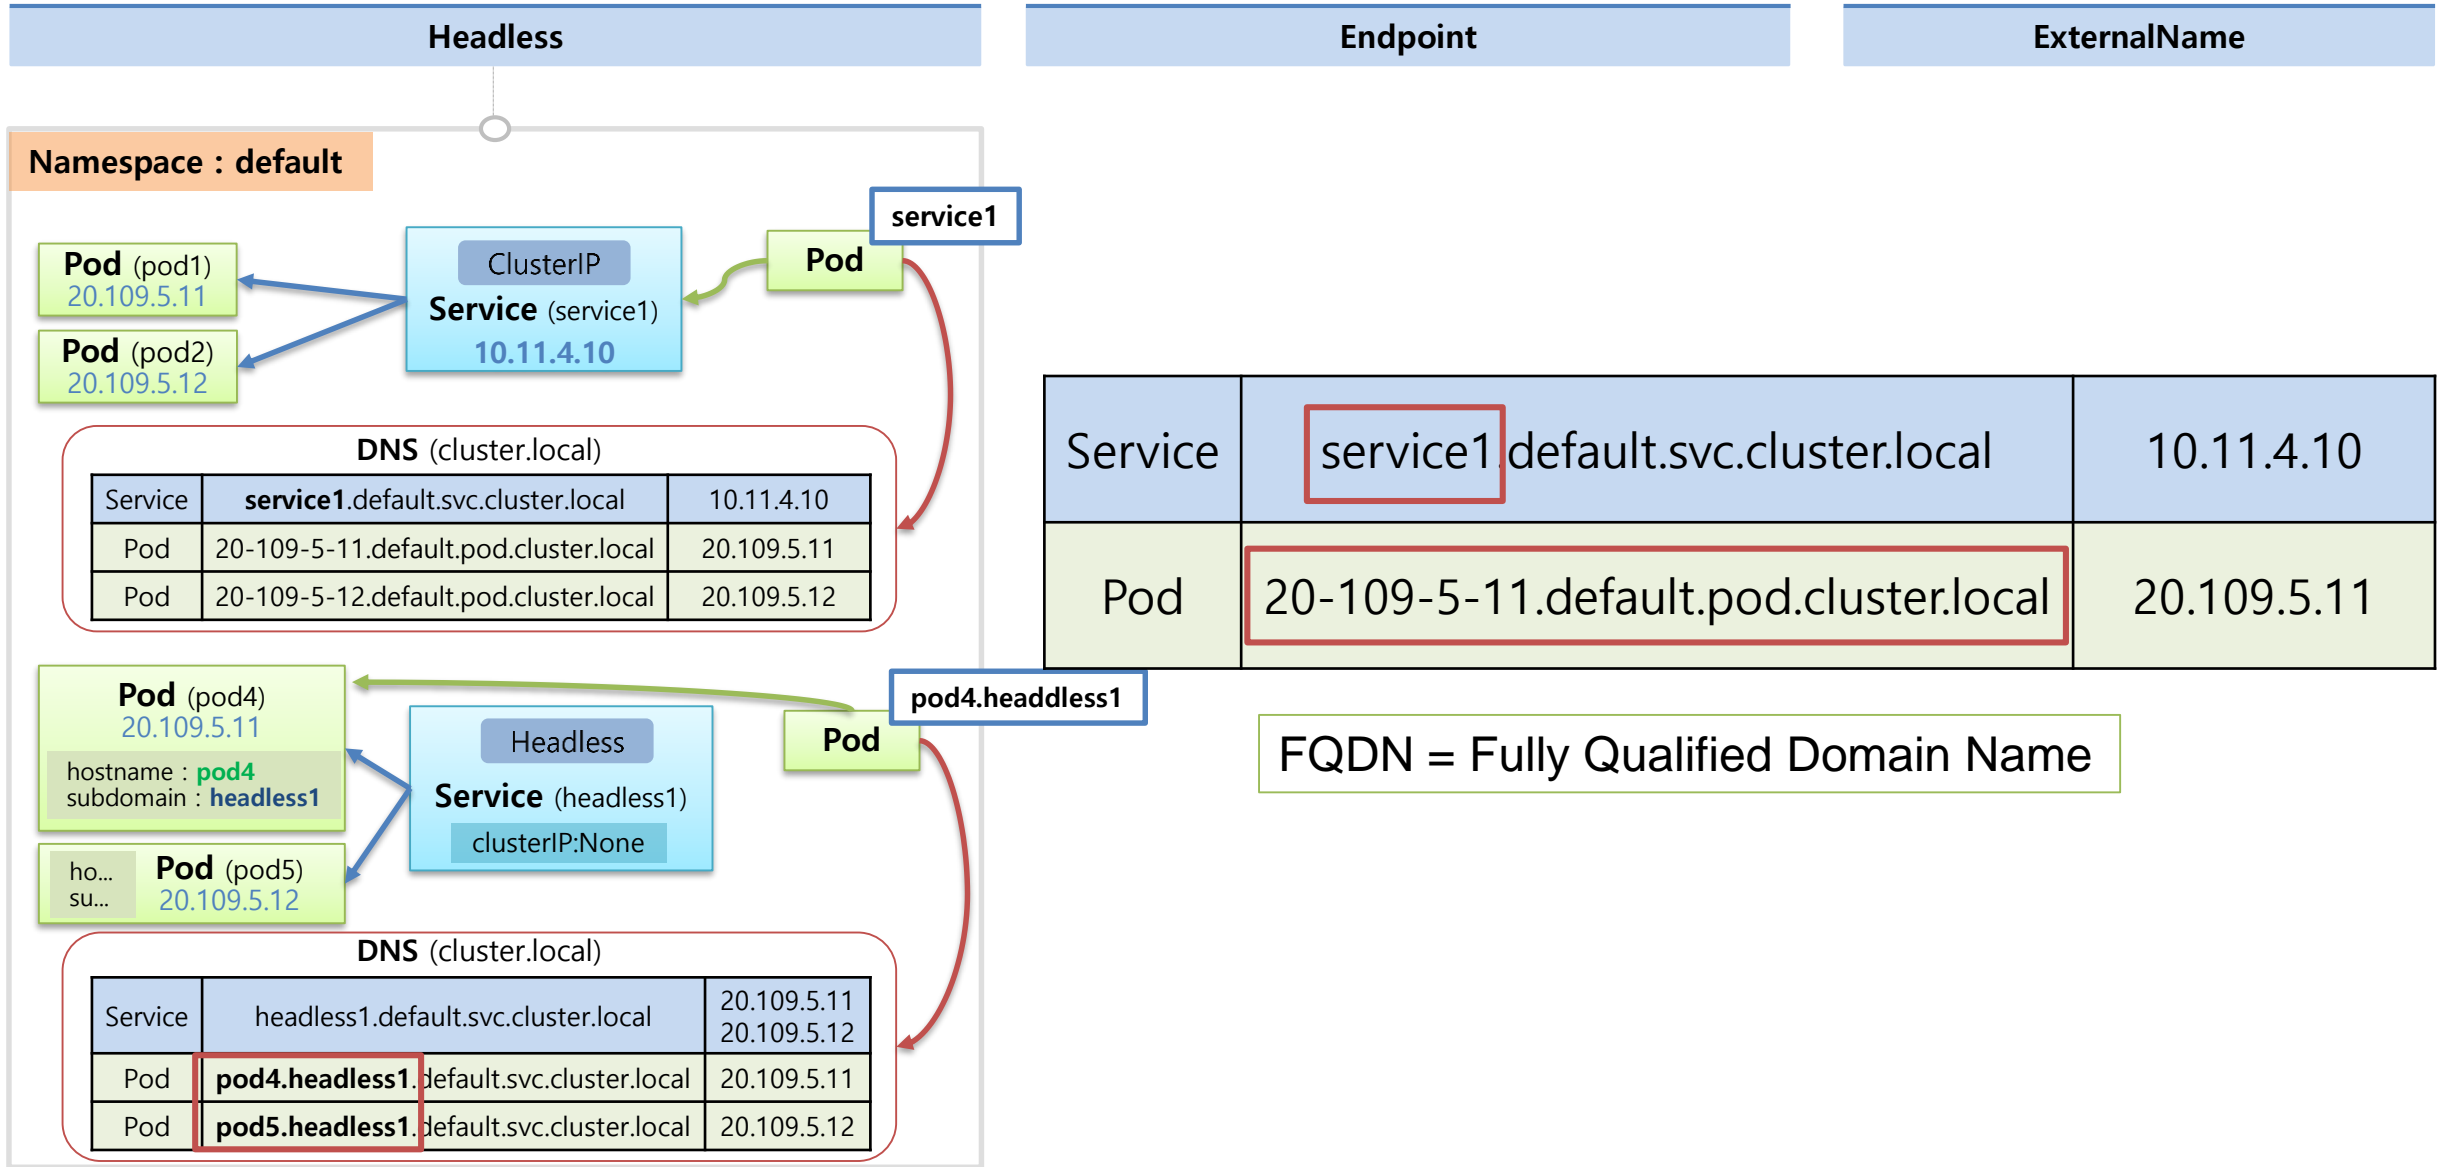 Headless
Endpoint
ExternalName
Namespace : default
service1
Pod (pod1)
20.109.5.11
Pod (pod2)
20.109.5.12
ClusterIP
Service (service1)
10.11.4.10
Pod
DNS (cluster.local)
Service service1.default.svc.cluster.local 10.11.4.10
Pod 20-109-5-11.default.pod.cluster.local 20.109.5.11
Pod 20-109-5-12.default.pod.cluster.local 20.109.5.12
Service service1.default.svc.cluster.local 10.11.4.10
Pod 20-109-5-11.default.pod.cluster.local 20.109.5.11
FQDN = Fully Qualified Domain Name
pod4.headdless1
Pod (pod4)
20.109.5.11
hostname : pod4
subdomain : headless1
ho...
su...
Pod (pod5)
20.109.5.12
Headless
Service (headless1)
clusterIP:None
Pod
DNS (cluster.local)
Service headless1.default.svc.cluster.local 20.109.5.11
20.109.5.12
Pod pod4.headless1.default.svc.cluster.local 20.109.5.11
Pod pod5.headless1.default.svc.cluster.local 20.109.5.12